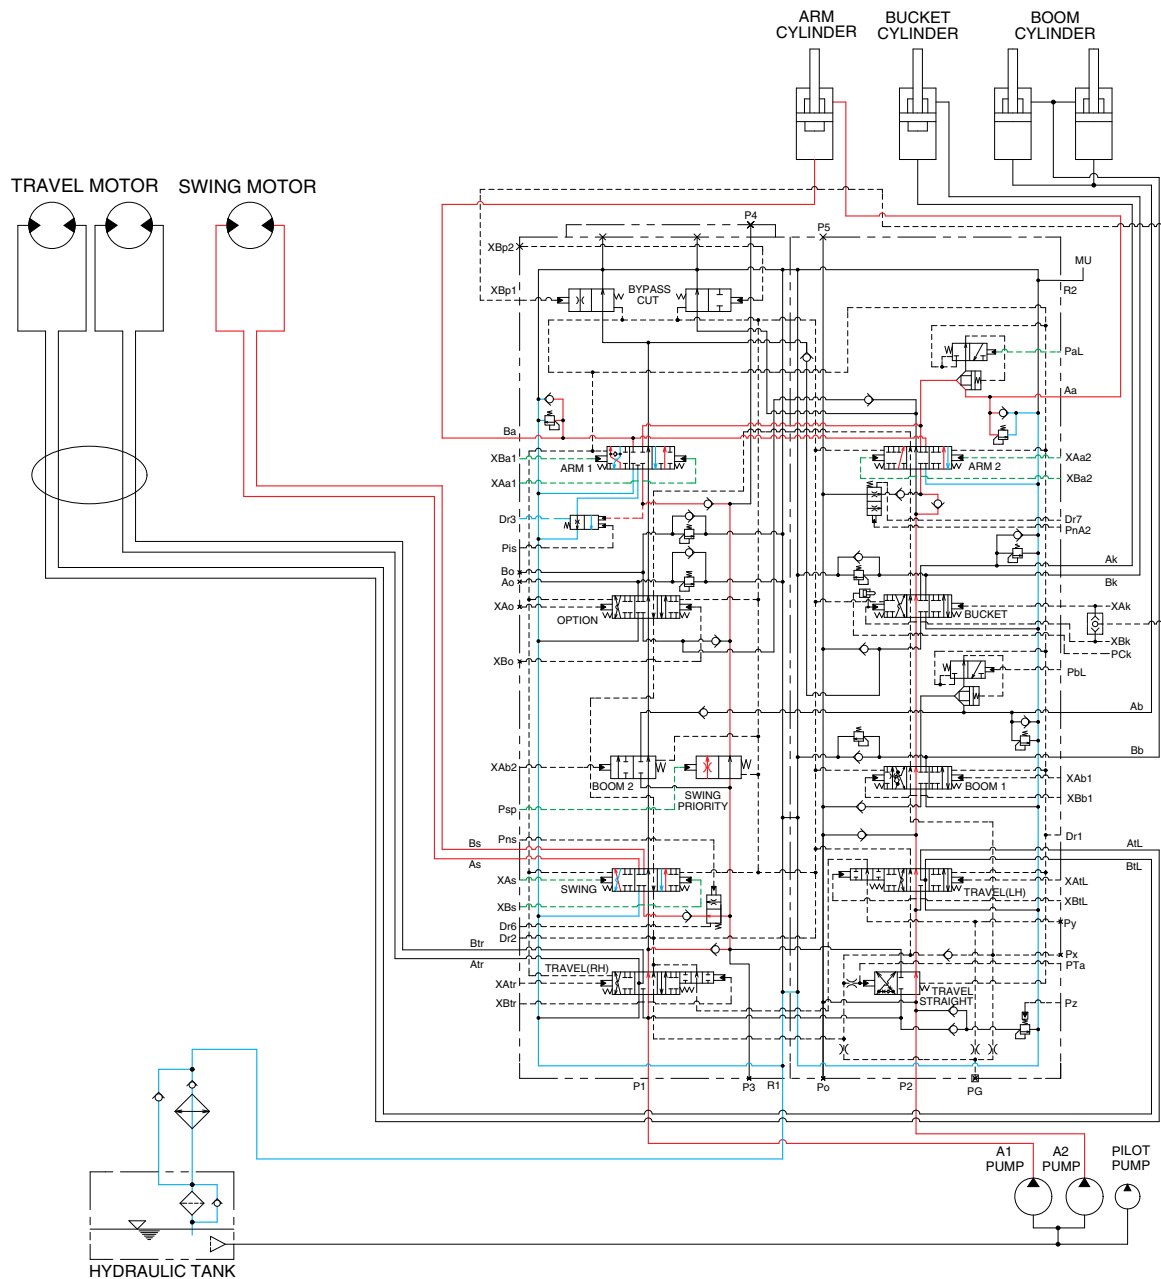 ARM
CYLINDER
BUCKET
CYLINDER
BOOM
CYLINDER
TRAVEL MOTOR
SWING MOTOR
P4
P5
XBp2
MU
XBp1
BYPASS
CUT
R2
PaL
Aa
Ba
XBa1
ARM 1
XAa1
ARM 2
XAa2
XBa2
Dr3
Dr7
PnA2
Pis
Bo
Ao
Ak
Bk
XAo
OPTION
BUCKET
XAk
XBk
PCk
XBo
PbL
Ab
Bb
XAb2
BOOM 2
SWING
PRIORITY
BOOM 1
XAb1
XBb1
Psp
Pns
Dr1
Bs
As
AtL
BtL
XAs
SWING
TRAVEL(LH)
XAtL
XBs
XBtL
Dr6
Dr2
Py
Btr
Atr
Px
PTa
TRAVEL(RH)
XAtr
XBtr
TRAVEL
STRAIGHT
Pz
P1
P3
R1
Po
P2
PG
A1
PUMP
A2
PUMP
PILOT
PUMP
HYDRAULIC TANK